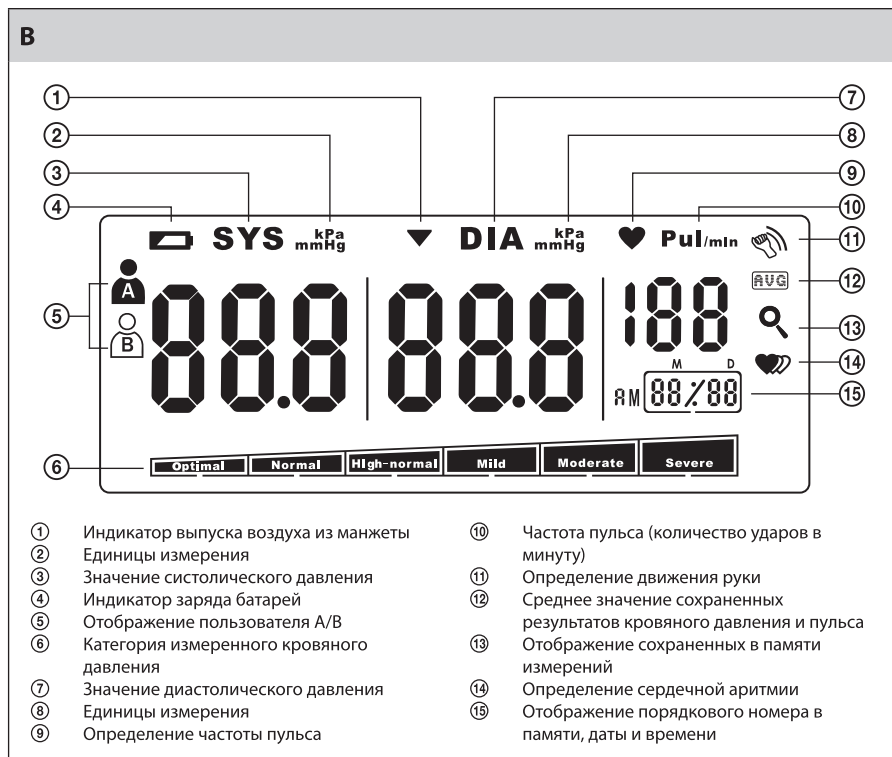 B
① ⑦
② ⑧
③ ⑨
④ ⑩
SYS kPa mmHg DIA kPa mmHg Pul/min ⑪
A 888.8 888.8 188 AVG ⑫
⑤ B ⑬
M D ⑭
AM 88⁒88 ⑮
⑥ Optimal Normal HIgh-normal Mild Moderate Severe
① Индикатор выпуска воздуха из манжеты
② Единицы измерения
③ Значение систолического давления
④ Индикатор заряда батарей
⑤ Отображение пользователя A/B
⑥ Категория измеренного кровяного
давления
⑦ Значение диастолического давления
⑧ Единицы измерения
⑨ Определение частоты пульса
⑩ Частота пульса (количество ударов в
минуту)
⑪ Определение движения руки
⑫ Среднее значение сохраненных
результатов кровяного давления и пульса
⑬ Отображение сохраненных в памяти
измерений
⑭ Определение сердечной аритмии
⑮ Отображение порядкового номера в
памяти, даты и времени